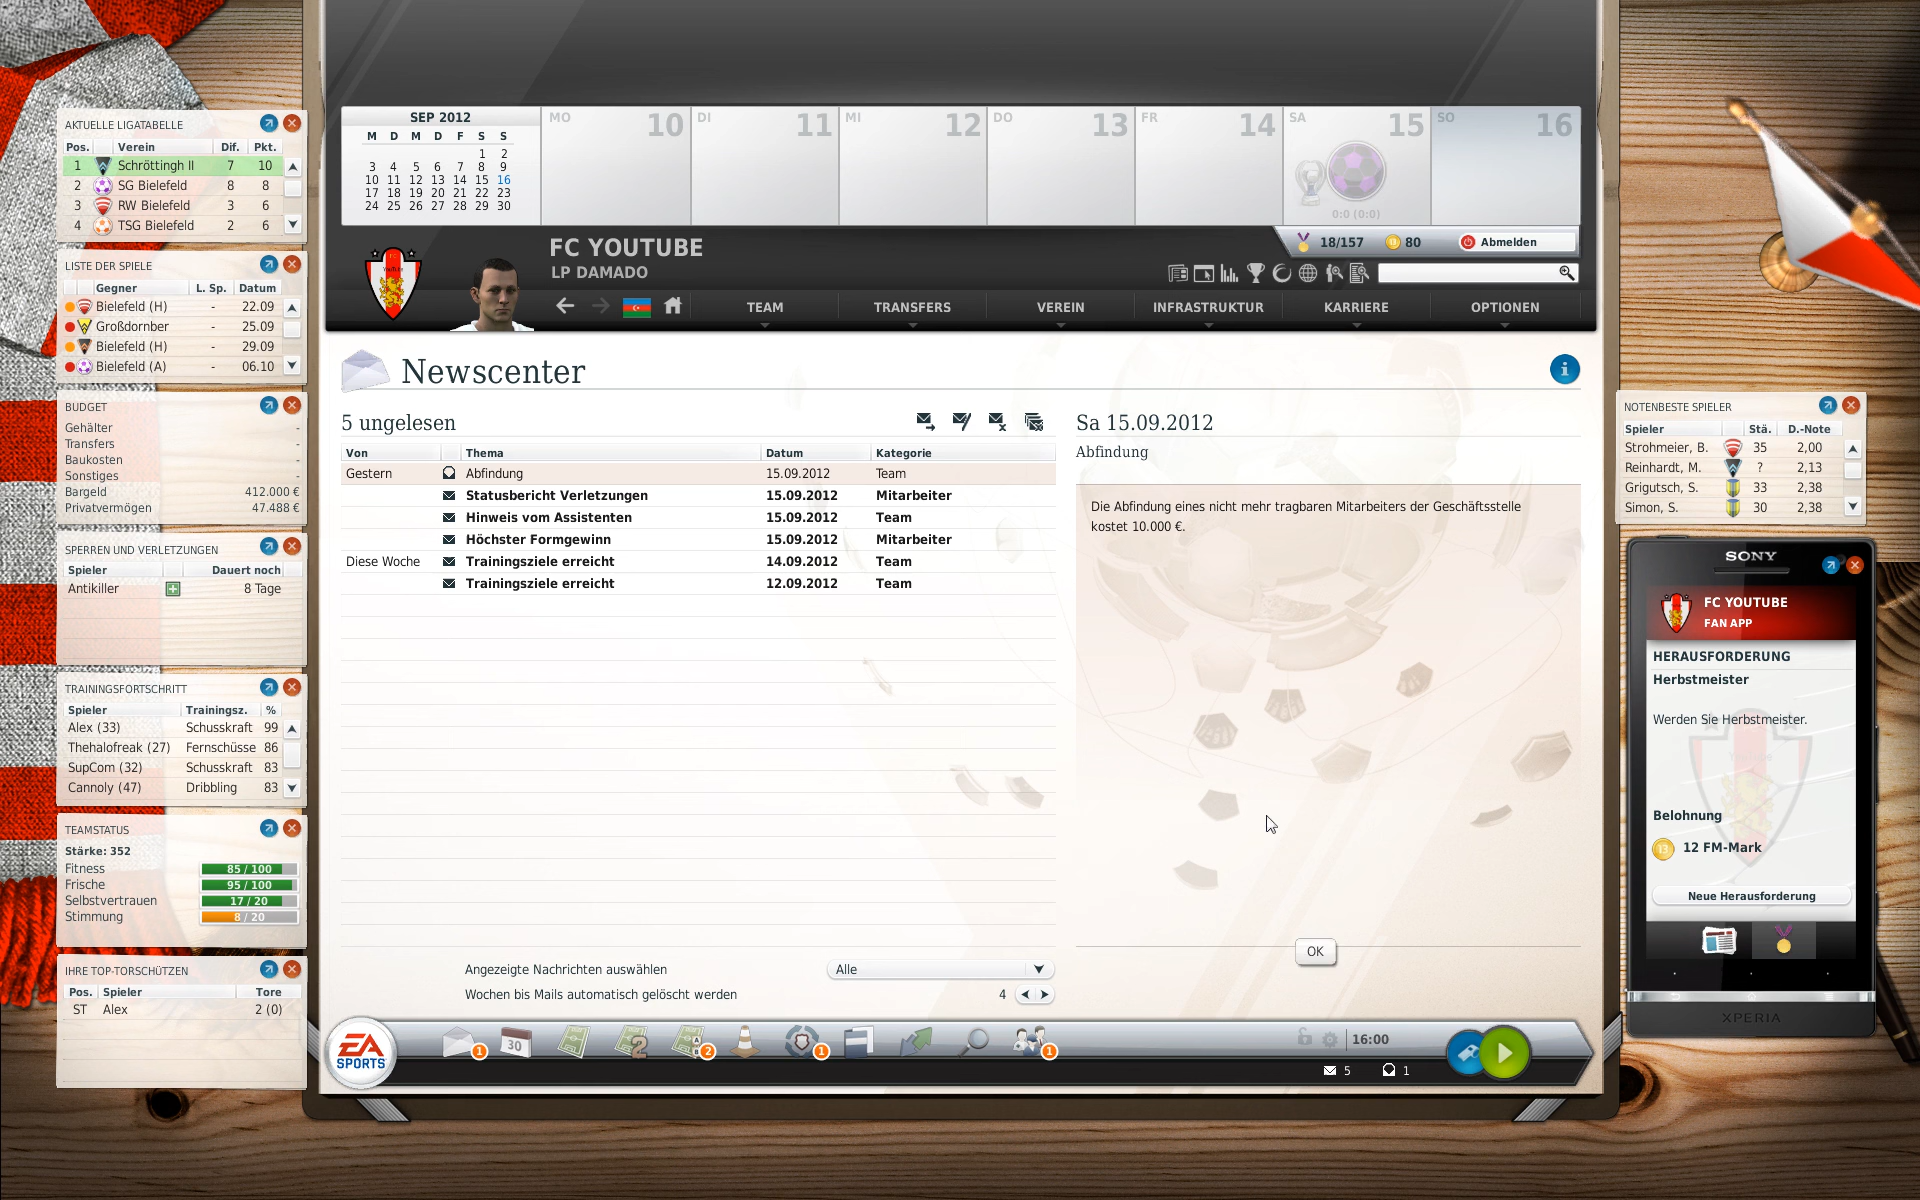 AKTUELLE LIGATABELLE
Pos. Verein Dif. Pkt.
1 Schröttingh II 7 10
2 SG Bielefeld 8 8
3 RW Bielefeld 3 6
4 TSG Bielefeld 2 6
LISTE DER SPIELE
Gegner L. Sp. Datum
Bielefeld (H) - 22.09
Großdornber - 25.09
Bielefeld (H) - 29.09
Bielefeld (A) - 06.10
BUDGET
Gehälter -
Transfers -
Baukosten -
Sonstiges -
Bargeld 412.000 €
Privatvermögen 47.488 €
SPERREN UND VERLETZUNGEN
Spieler Dauert noch
Antikiller 8 Tage
TRAININGSFORTSCHRITT
Spieler Trainingsz. %
Alex (33) Schusskraft 99
Thehalofreak (27) Fernschüsse 86
SupCom (32) Schusskraft 83
Cannoly (47) Dribbling 83
TEAMSTATUS
Stärke: 352
Fitness 85 / 100
Frische 95 / 100
Selbstvertrauen 17 / 20
Stimmung 8 / 20
IHRE TOP-TORSCHÜTZEN
Pos. Spieler Tore
ST Alex 2 (0)
SEP 2012
M D M D F S S
1 2
3 4 5 6 7 8 9
10 11 12 13 14 15 16
17 18 19 20 21 22 23
24 25 26 27 28 29 30
MO 10 DI 11 MI 12 DO 13 FR 14 SA 15 SO 16
0:0 (0:0)
FC YOUTUBE
LP DAMADO
18/157 80 Abmelden
TEAM TRANSFERS VEREIN INFRASTRUKTUR KARRIERE OPTIONEN
Newscenter
5 ungelesen
Von Thema Datum Kategorie
Gestern Abfindung 15.09.2012 Team
Statusbericht Verletzungen 15.09.2012 Mitarbeiter
Hinweis vom Assistenten 15.09.2012 Team
Höchster Formgewinn 15.09.2012 Mitarbeiter
Diese Woche Trainingsziele erreicht 14.09.2012 Team
Trainingsziele erreicht 12.09.2012 Team
Sa 15.09.2012
Abfindung
Die Abfindung eines nicht mehr tragbaren Mitarbeiters der Geschäftsstelle
kostet 10.000 €.
OK
Angezeigte Nachrichten auswählen Alle
Wochen bis Mails automatisch gelöscht werden 4
EA
SPORTS
1 30 2 2 1 1
16:00
5 1
NOTENBESTE SPIELER
Spieler Stä. D.-Note
Strohmeier, B. 35 2,00
Reinhardt, M. ? 2,13
Grigutsch, S. 33 2,38
Simon, S. 30 2,38
SONY
FC YOUTUBE
FAN APP
HERAUSFORDERUNG
Herbstmeister
Werden Sie Herbstmeister.
Belohnung
12 FM-Mark
Neue Herausforderung
XPERIA